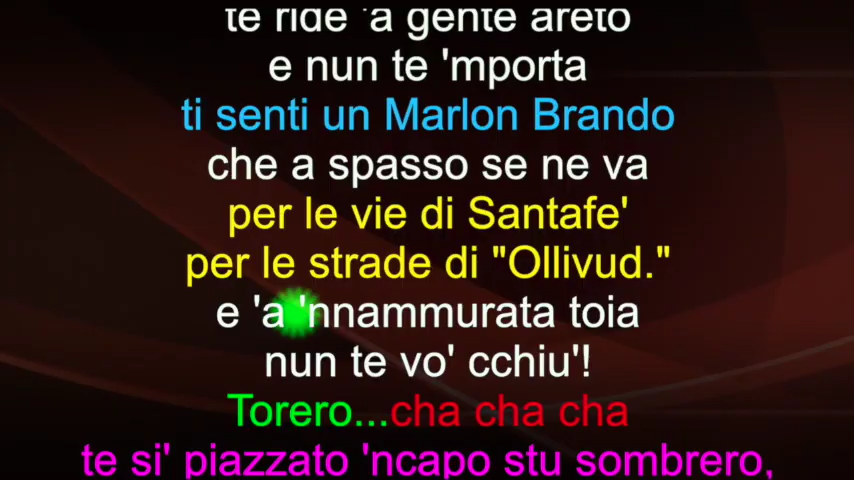 te ride 'a gente areto
e nun te 'mporta
ti senti un Marlon Brando
che a spasso se ne va
per le vie di Santafe'
per le strade di "Ollivud."
e 'a 'nnammurata toia
nun te vo' cchiu'!
Torero...cha cha cha
te si' piazzato 'ncapo stu sombrero,